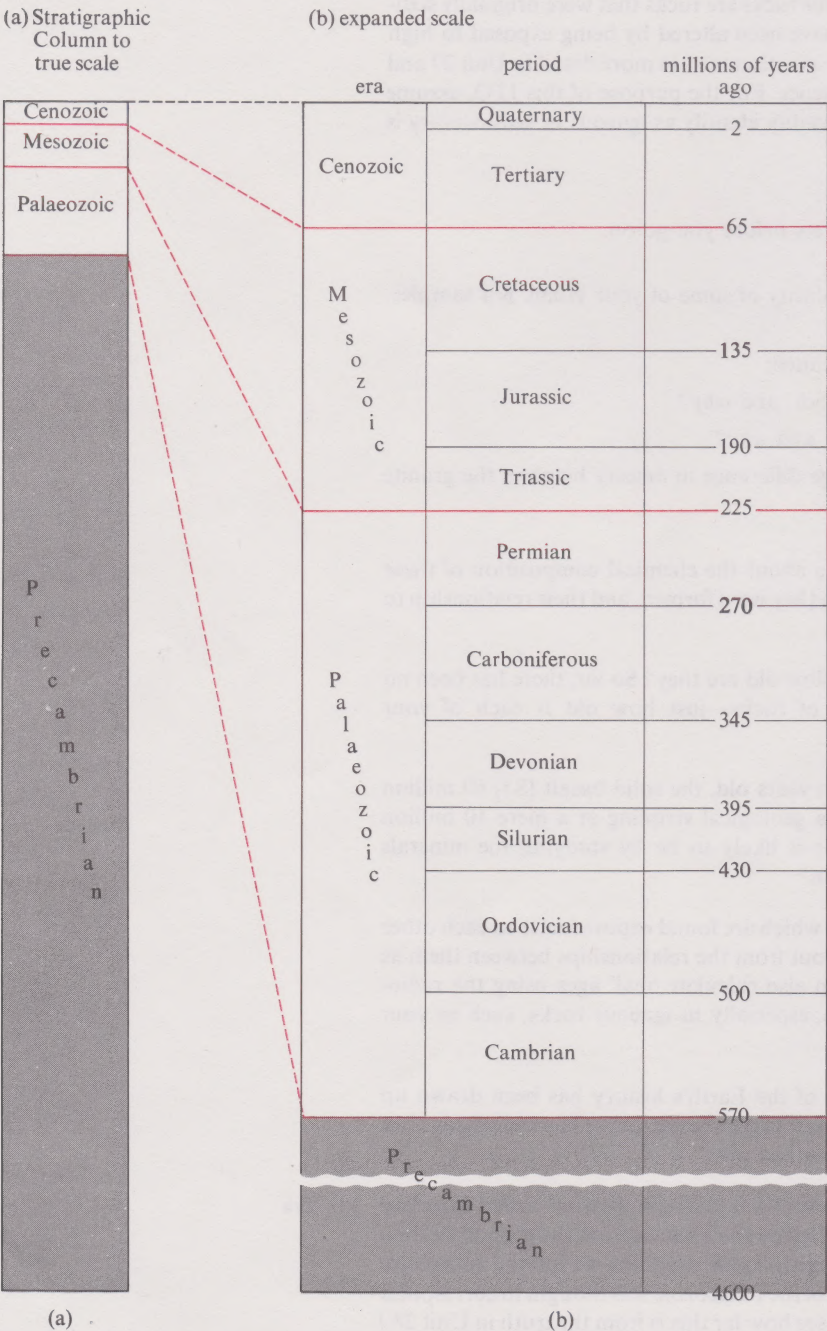 (a) Stratigraphic
Column to
true scale
(b) expanded scale
era
period
millions of years
ago
Cenozoic
Mesozoic
Palaeozoic
Precambrian
Cenozoic
Quaternary
2
Tertiary
65
Mesozoic
Cretaceous
135
Jurassic
190
Triassic
225
Palaeozoic
Permian
270
Carboniferous
345
Devonian
395
Silurian
430
Ordovician
500
Cambrian
570
Precambrian
4600
(a)
(b)